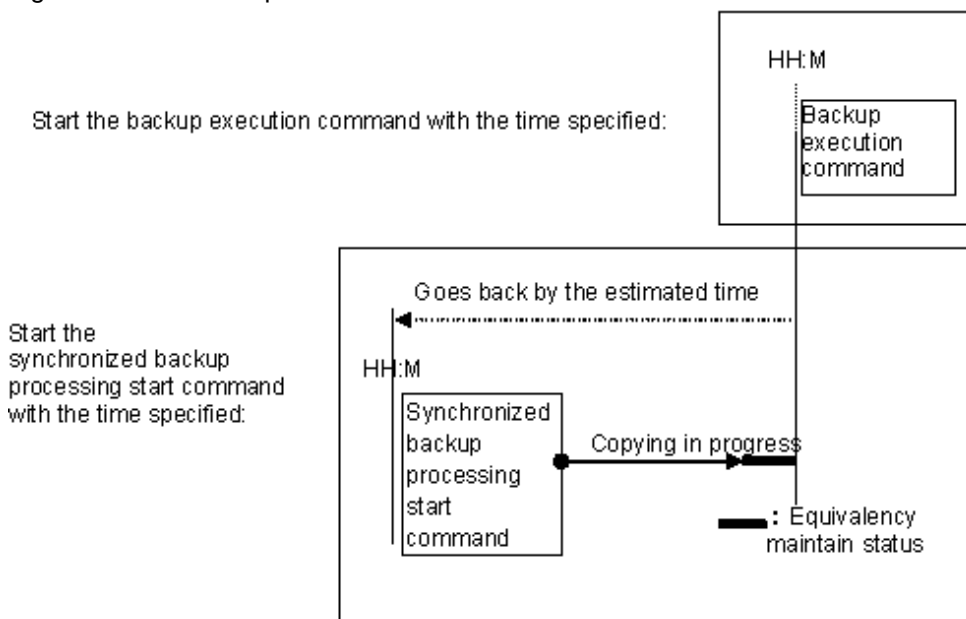 HH:M
Start the backup execution command with the time specified:
Backup
execution
command
Goes back by the estimated time
Start the
synchronized backup
processing start command
with the time specified:
HH:M
Synchronized
backup
processing
start
command
Copying in progress
: Equivalency
maintain status